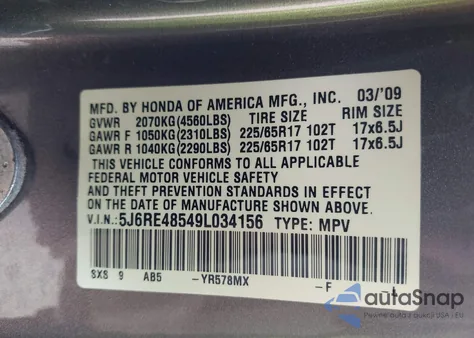 MFD. BY HONDA OF AMERICA MFG., INC. 03/'09
GVWR 2070KG(4560LBS) TIRE SIZE RIM SIZE
GAWR F 1050KG(2310LBS) 225/65R17 102T 17x6.5J
GAWR R 1040KG(2290LBS) 225/65R17 102T 17x6.5J
THIS VEHICLE CONFORMS TO ALL APPLICABLE
FEDERAL MOTOR VEHICLE SAFETY
AND THEFT PREVENTION STANDARDS IN EFFECT
ON THE DATE OF MANUFACTURE SHOWN ABOVE.
V.I.N.: 5J6RE48549L034156 TYPE: MPV
SXS 9 AB5 -YR578MX -F
autoSnap